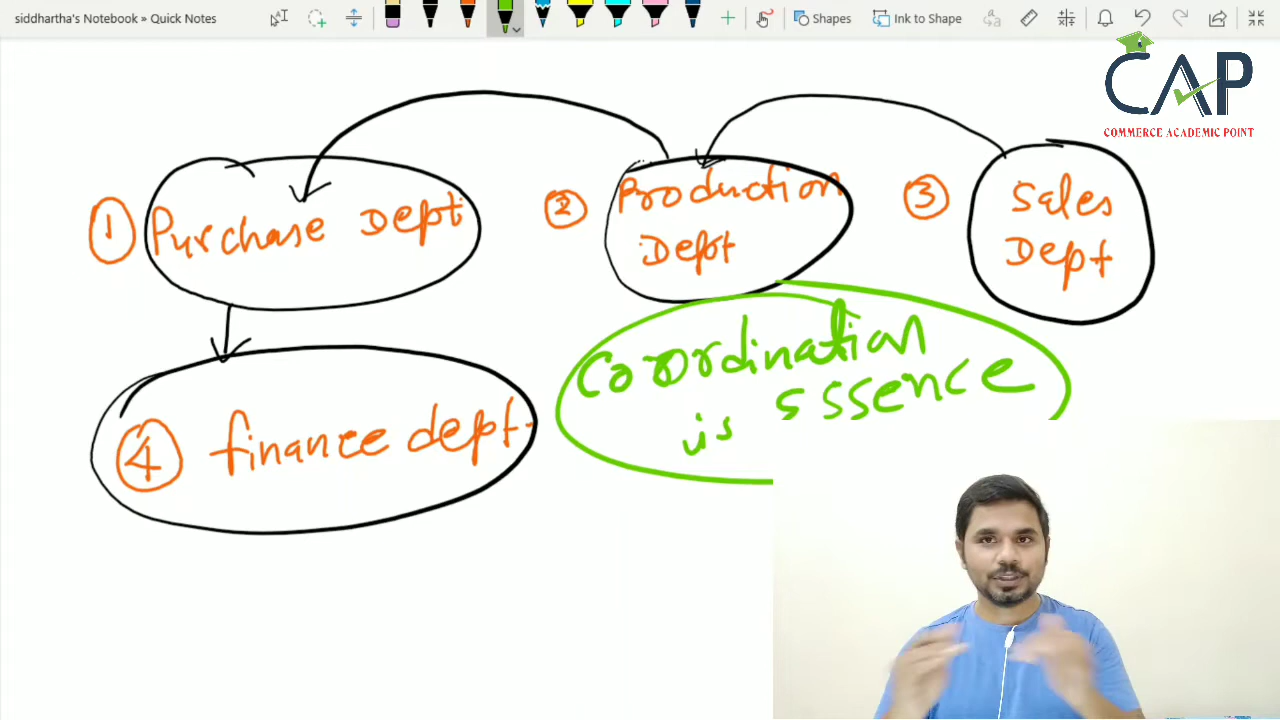 siddhartha's Notebook » Quick Notes
Shapes
Ink to Shape
CAP
COMMERCE ACADEMIC POINT
1 Purchase Dept
2 Production
Dept
3 Sales
Dept
Coordination
is essence
4 finance dept.